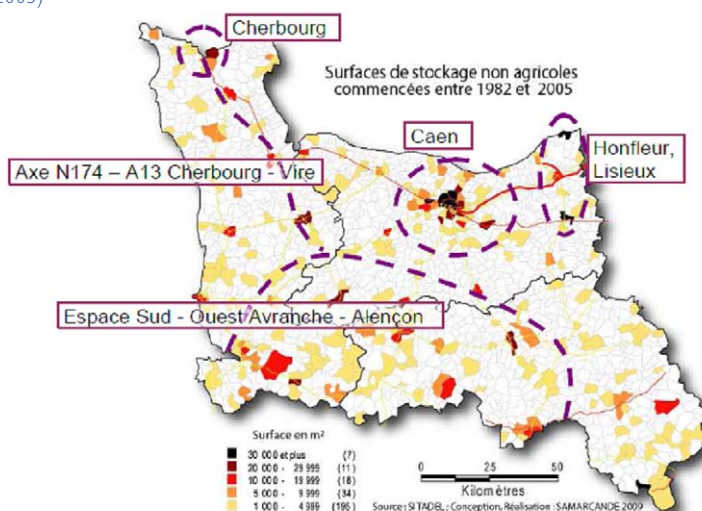 2005)
Cherbourg
Surfaces de stockage non agricoles
commencées entre 1982 et 2005
Caen
Honfleur,
Lisieux
Axe N174 – A13 Cherbourg - Vire
Espace Sud - Ouest Avranche - Alençon
Surface en m²
30 000 et plus (7)
20 000 - 29 999 (11)
10 000 - 19 999 (18)
5 000 - 9 999 (34)
1 000 - 4 999 (195)
0 25 50
Kilomètres
Source : SITADEL ; Conception, Réalisation : SAMARCANDE 2009